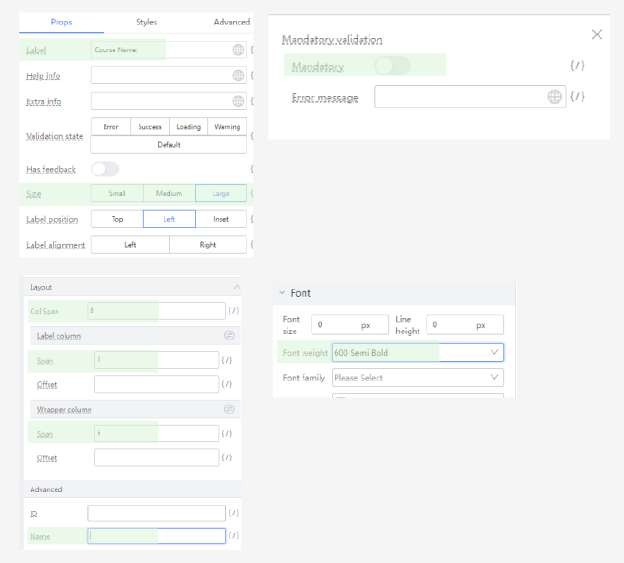 Props Styles Advanced
Label Course Name
Help info
Extra info
Validation state Error Success Loading Warning
Default
Has feedback
Size Small Medium Large
Label position Top Left Inset
Label alignment Left Right
Mandatory validation
Mandatory {/}
Error message {/}
Layout
Col Span {/}
Label column
Span {/}
Offset {/}
Wrapper column
Span {/}
Offset {/}
Advanced
ID {/}
Name {/}
Font
Font size 0 px Line height 0 px
Font weight 600 Semi Bold
Font family Please Select